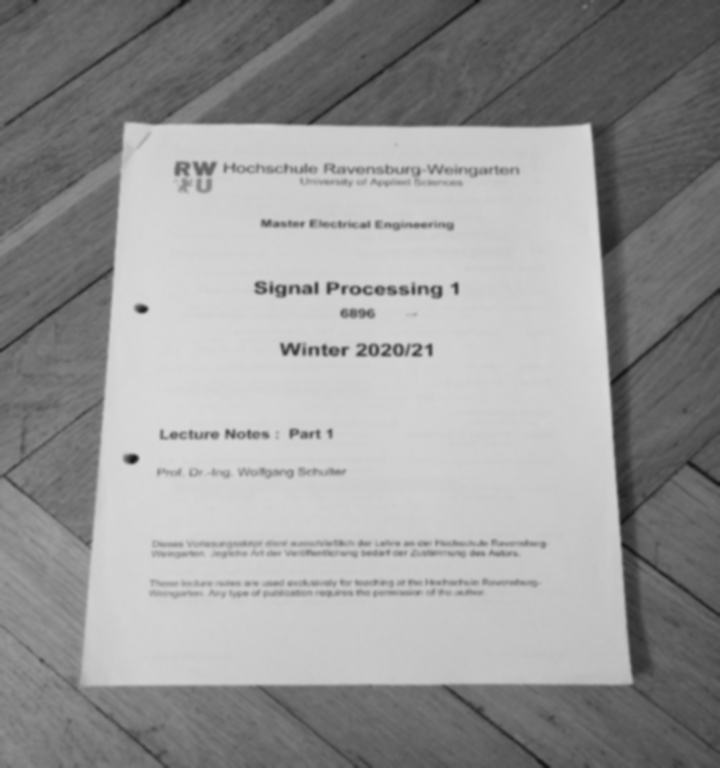 RW Hochschule Ravensburg-Weingarten
U University of Applied Sciences
Master Electrical Engineering
Signal Processing 1
6896
Winter 2020/21
Lecture Notes : Part 1
Prof. Dr.-Ing. Wolfgang Schulter
Dieses Vorlesungsskript dient ausschließlich der Lehre an der Hochschule Ravensburg-
Weingarten. Jegliche Art der Veröffentlichung bedarf der Zustimmung des Autors.
These lecture notes are used exclusively for teaching at the Hochschule Ravensburg-
Weingarten. Any type of publication requires the permission of the author.